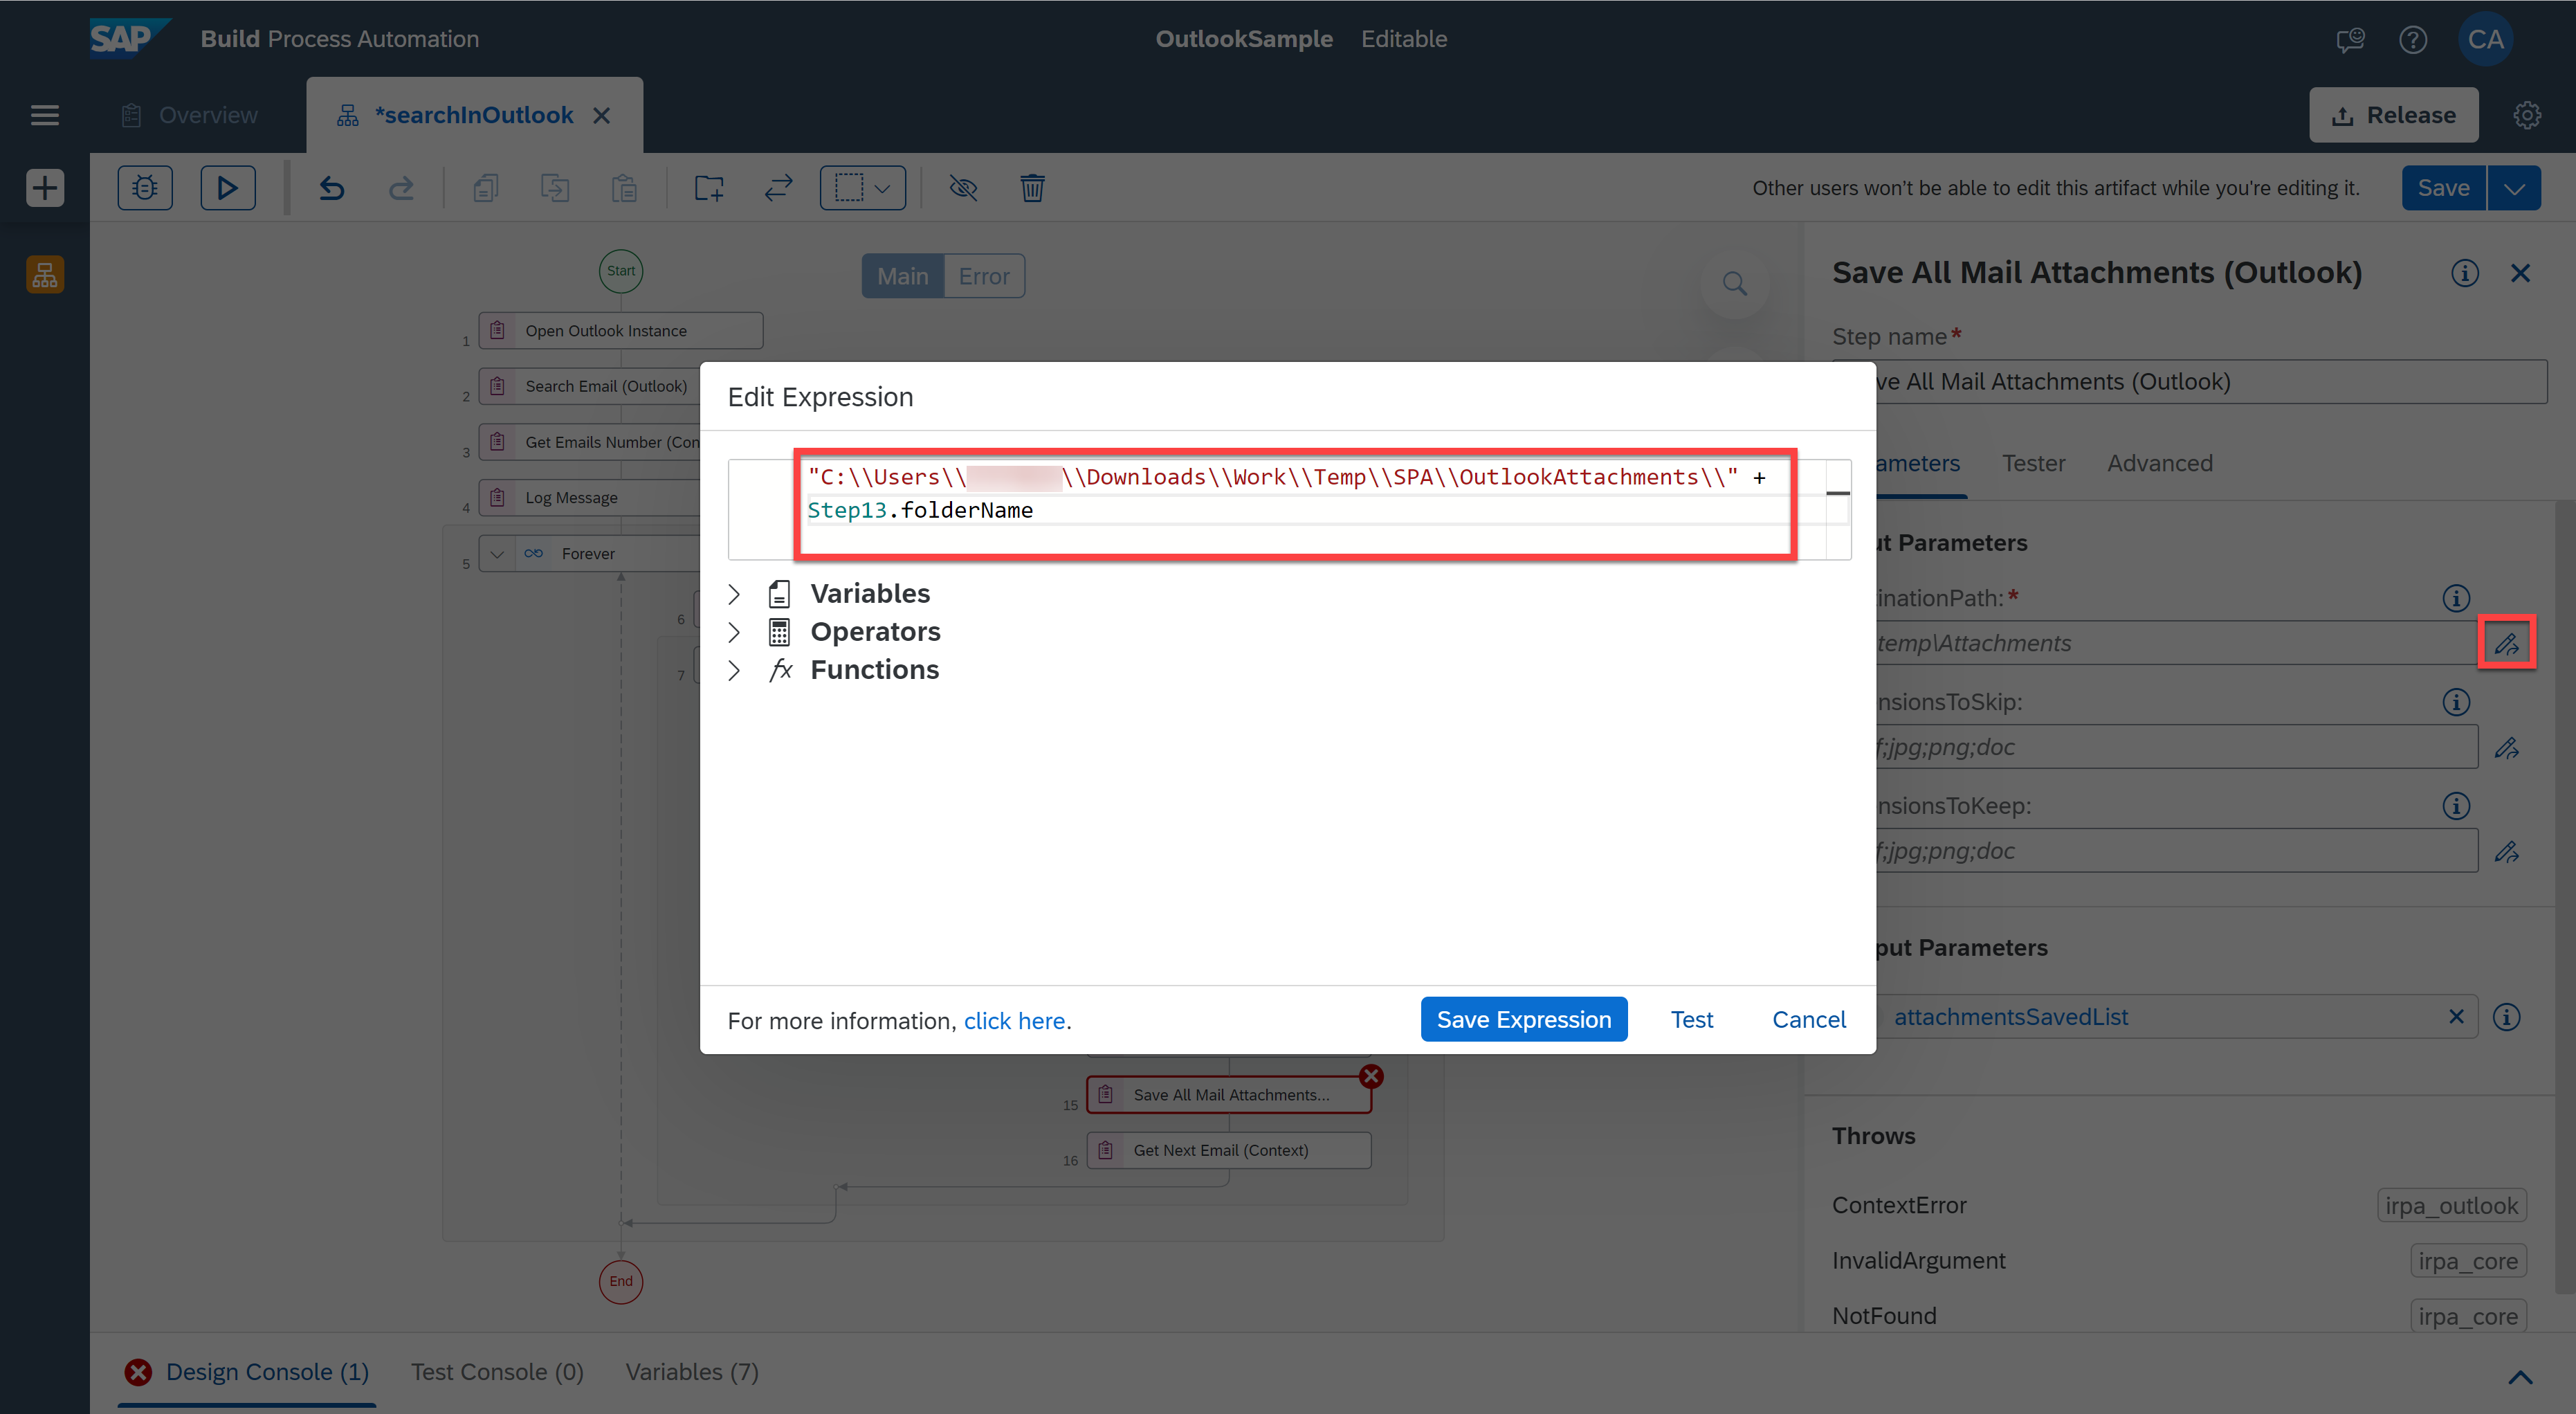 SAP Build Process Automation
OutlookSample Editable
CA
Overview
*searchInOutlook
Release
Other users won't be able to edit this artifact while you're editing it.
Save
Start
Main Error
1 Open Outlook Instance
2 Search Email (Outlook)
3 Get Emails Number (Con
4 Log Message
5 Forever
6
7
Edit Expression
"C:\\Users\\ \\Downloads\\Work\\Temp\\SPA\\OutlookAttachments\\" +
Step13.folderName
Variables
Operators
fx Functions
For more information, click here.
Save Expression
Test
Cancel
15 Save All Mail Attachments...
16 Get Next Email (Context)
End
Save All Mail Attachments (Outlook)
Step name*
ve All Mail Attachments (Outlook)
ameters Tester Advanced
ut Parameters
inationPath:*
temp\Attachments
nsionsToSkip:
f;jpg;png;doc
nsionsToKeep:
f;jpg;png;doc
put Parameters
attachmentsSavedList
Throws
ContextError irpa_outlook
InvalidArgument irpa_core
NotFound irpa_core
Design Console (1) Test Console (0) Variables (7)